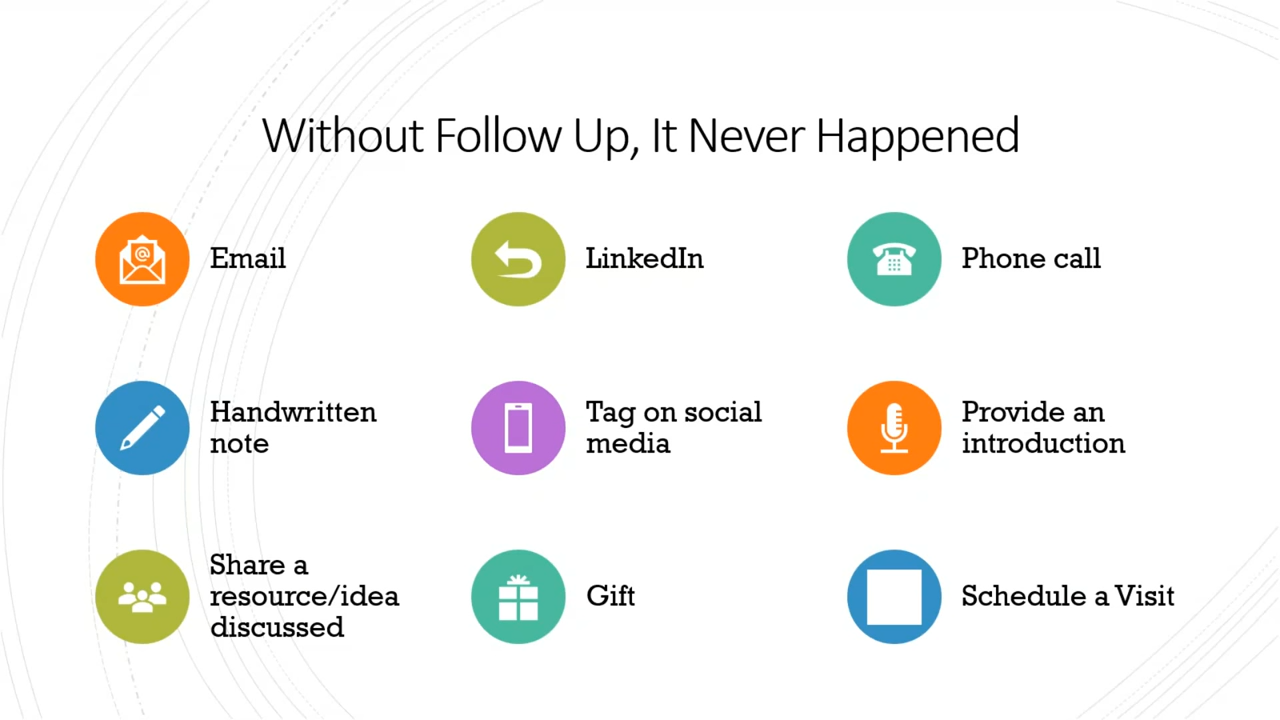 Without Follow Up, It Never Happened
Email
LinkedIn
Phone call
Handwritten
note
Tag on social
media
Provide an
introduction
Share a
resource/idea
discussed
Gift
Schedule a Visit